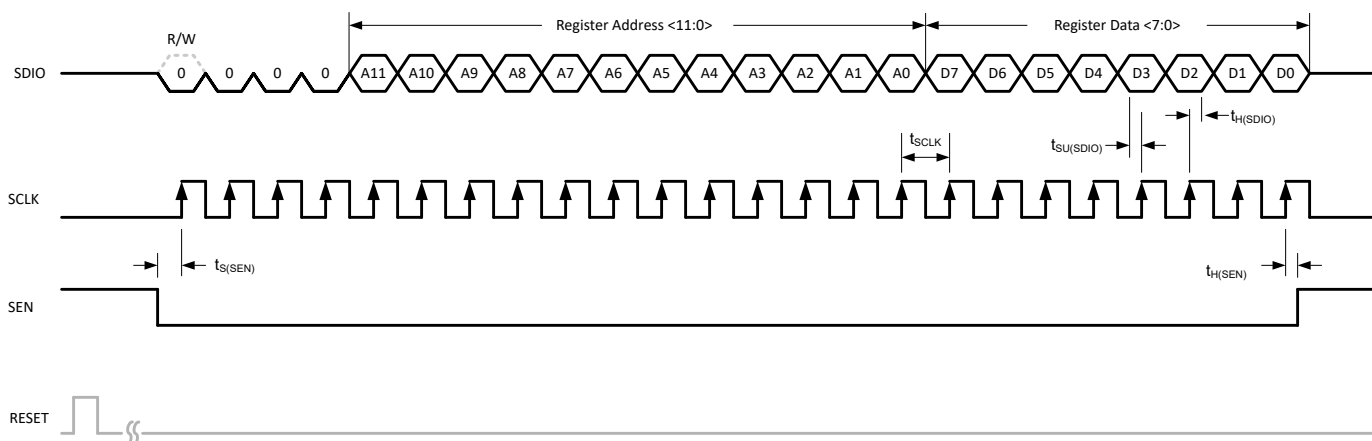 Register Address <11:0> Register Data <7:0>
R/W
SDIO 0 0 0 0 A11 A10 A9 A8 A7 A6 A5 A4 A3 A2 A1 A0 D7 D6 D5 D4 D3 D2 D1 D0
tSCLK tSU(SDIO) tH(SDIO)
SCLK
tS(SEN) tH(SEN)
SEN
RESET